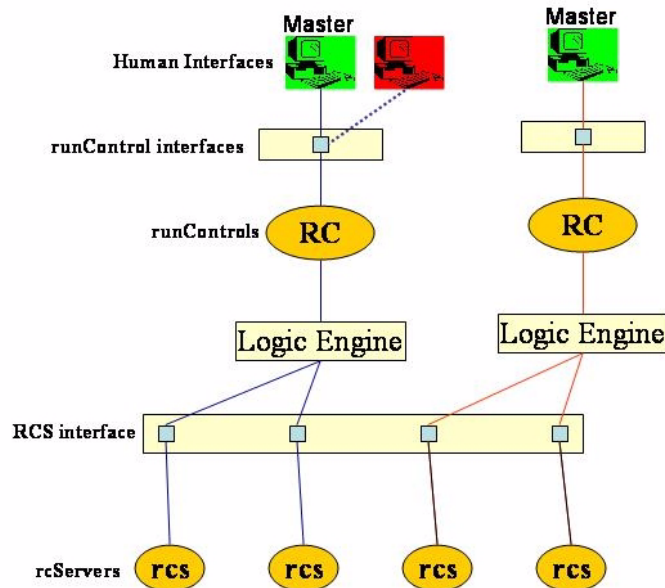 Master
Master
Human Interfaces
runControl interfaces
runControls
RC
RC
Logic Engine
Logic Engine
RCS interface
rcServers
rcs
rcs
rcs
rcs